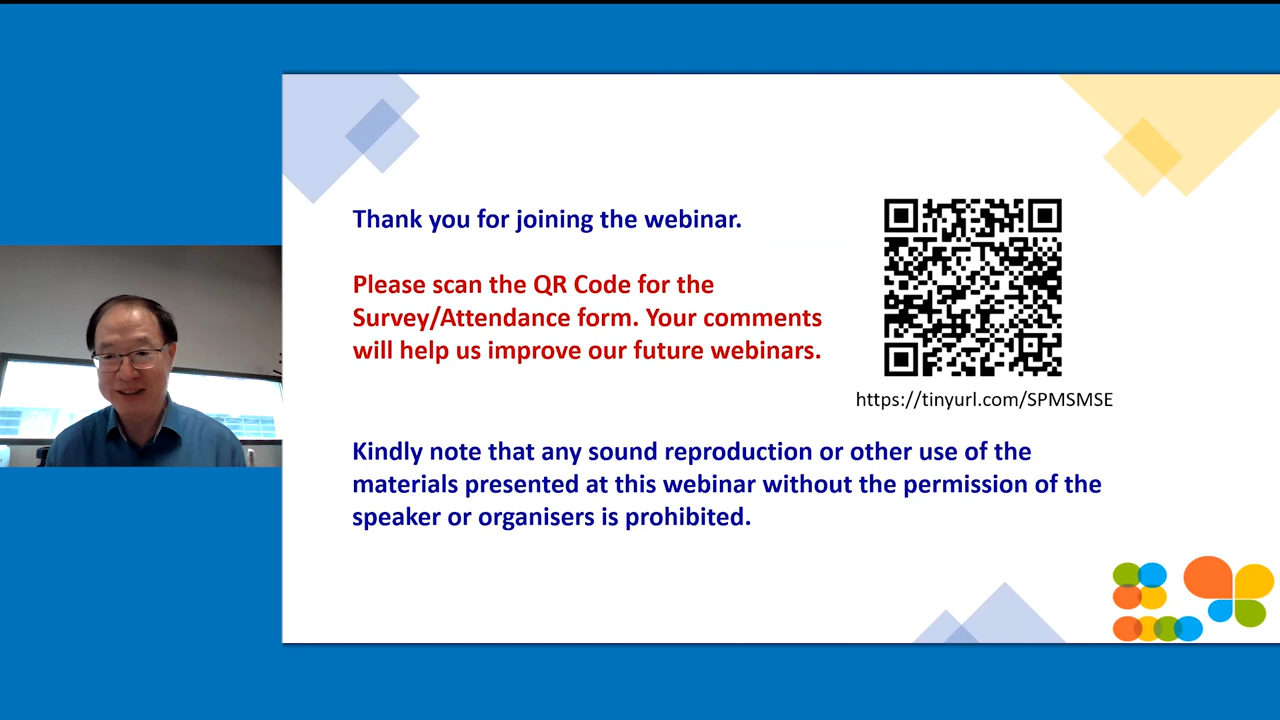 Thank you for joining the webinar.
Please scan the QR Code for the
Survey/Attendance form. Your comments
will help us improve our future webinars.
https://tinyurl.com/SPMSMSE
Kindly note that any sound reproduction or other use of the
materials presented at this webinar without the permission of the
speaker or organisers is prohibited.